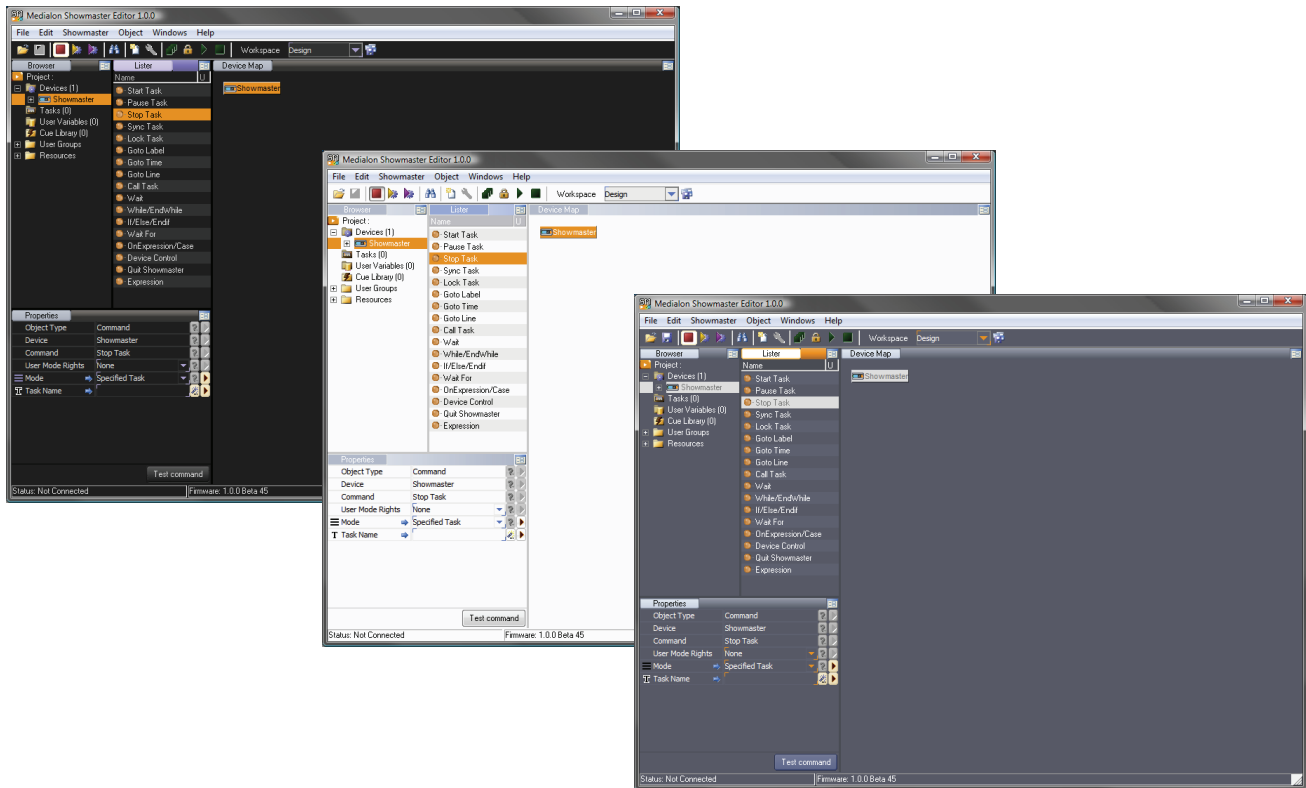 Medialon Showmaster Editor 1.0.0
File Edit Showmaster Object Windows Help
Workspace Design
Browser Lister Device Map
Project : Name U
Devices (1) Start Task Showmaster
Showmaster Pause Task
Tasks (0) Stop Task
User Variables (0) Sync Task
Cue Library (0) Lock Task
User Groups Goto Label
Resources Goto Time
Goto Line
Call Task
Wait
While/EndWhile
If/Else/Endif
Wait For
OnExpression/Case
Device Control
Quit Showmaster
Expression
Properties
Object Type Command
Device Showmaster
Command Stop Task
User Mode Rights None
Mode Specified Task
T Task Name
Test command
Status: Not Connected Firmware: 1.0.0 Beta 45
Medialon Showmaster Editor 1.0.0
File Edit Showmaster Object Windows Help
Workspace Design
Browser Lister Device Map
Project : Name U
Devices (1) Start Task Showmaster
Showmaster Pause Task
Tasks (0) Stop Task
User Variables (0) Sync Task
Cue Library (0) Lock Task
User Groups Goto Label
Resources Goto Time
Goto Line
Call Task
Wait
While/EndWhile
If/Else/Endif
Wait For
OnExpression/Case
Device Control
Quit Showmaster
Expression
Properties
Object Type Command
Device Showmaster
Command Stop Task
User Mode Rights None
Mode Specified Task
T Task Name
Test command
Status: Not Connected Firmware: 1.0.0 Beta 45
Medialon Showmaster Editor 1.0.0
File Edit Showmaster Object Windows Help
Workspace Design
Browser Lister Device Map
Project : Name U
Devices (1) Start Task Showmaster
Showmaster Pause Task
Tasks (0) Stop Task
User Variables (0) Sync Task
Cue Library (0) Lock Task
User Groups Goto Label
Resources Goto Time
Goto Line
Call Task
Wait
While/EndWhile
If/Else/Endif
Wait For
OnExpression/Case
Device Control
Quit Showmaster
Expression
Properties
Object Type Command
Device Showmaster
Command Stop Task
User Mode Rights None
Mode Specified Task
T Task Name
Test command
Status: Not Connected Firmware: 1.0.0 Beta 45